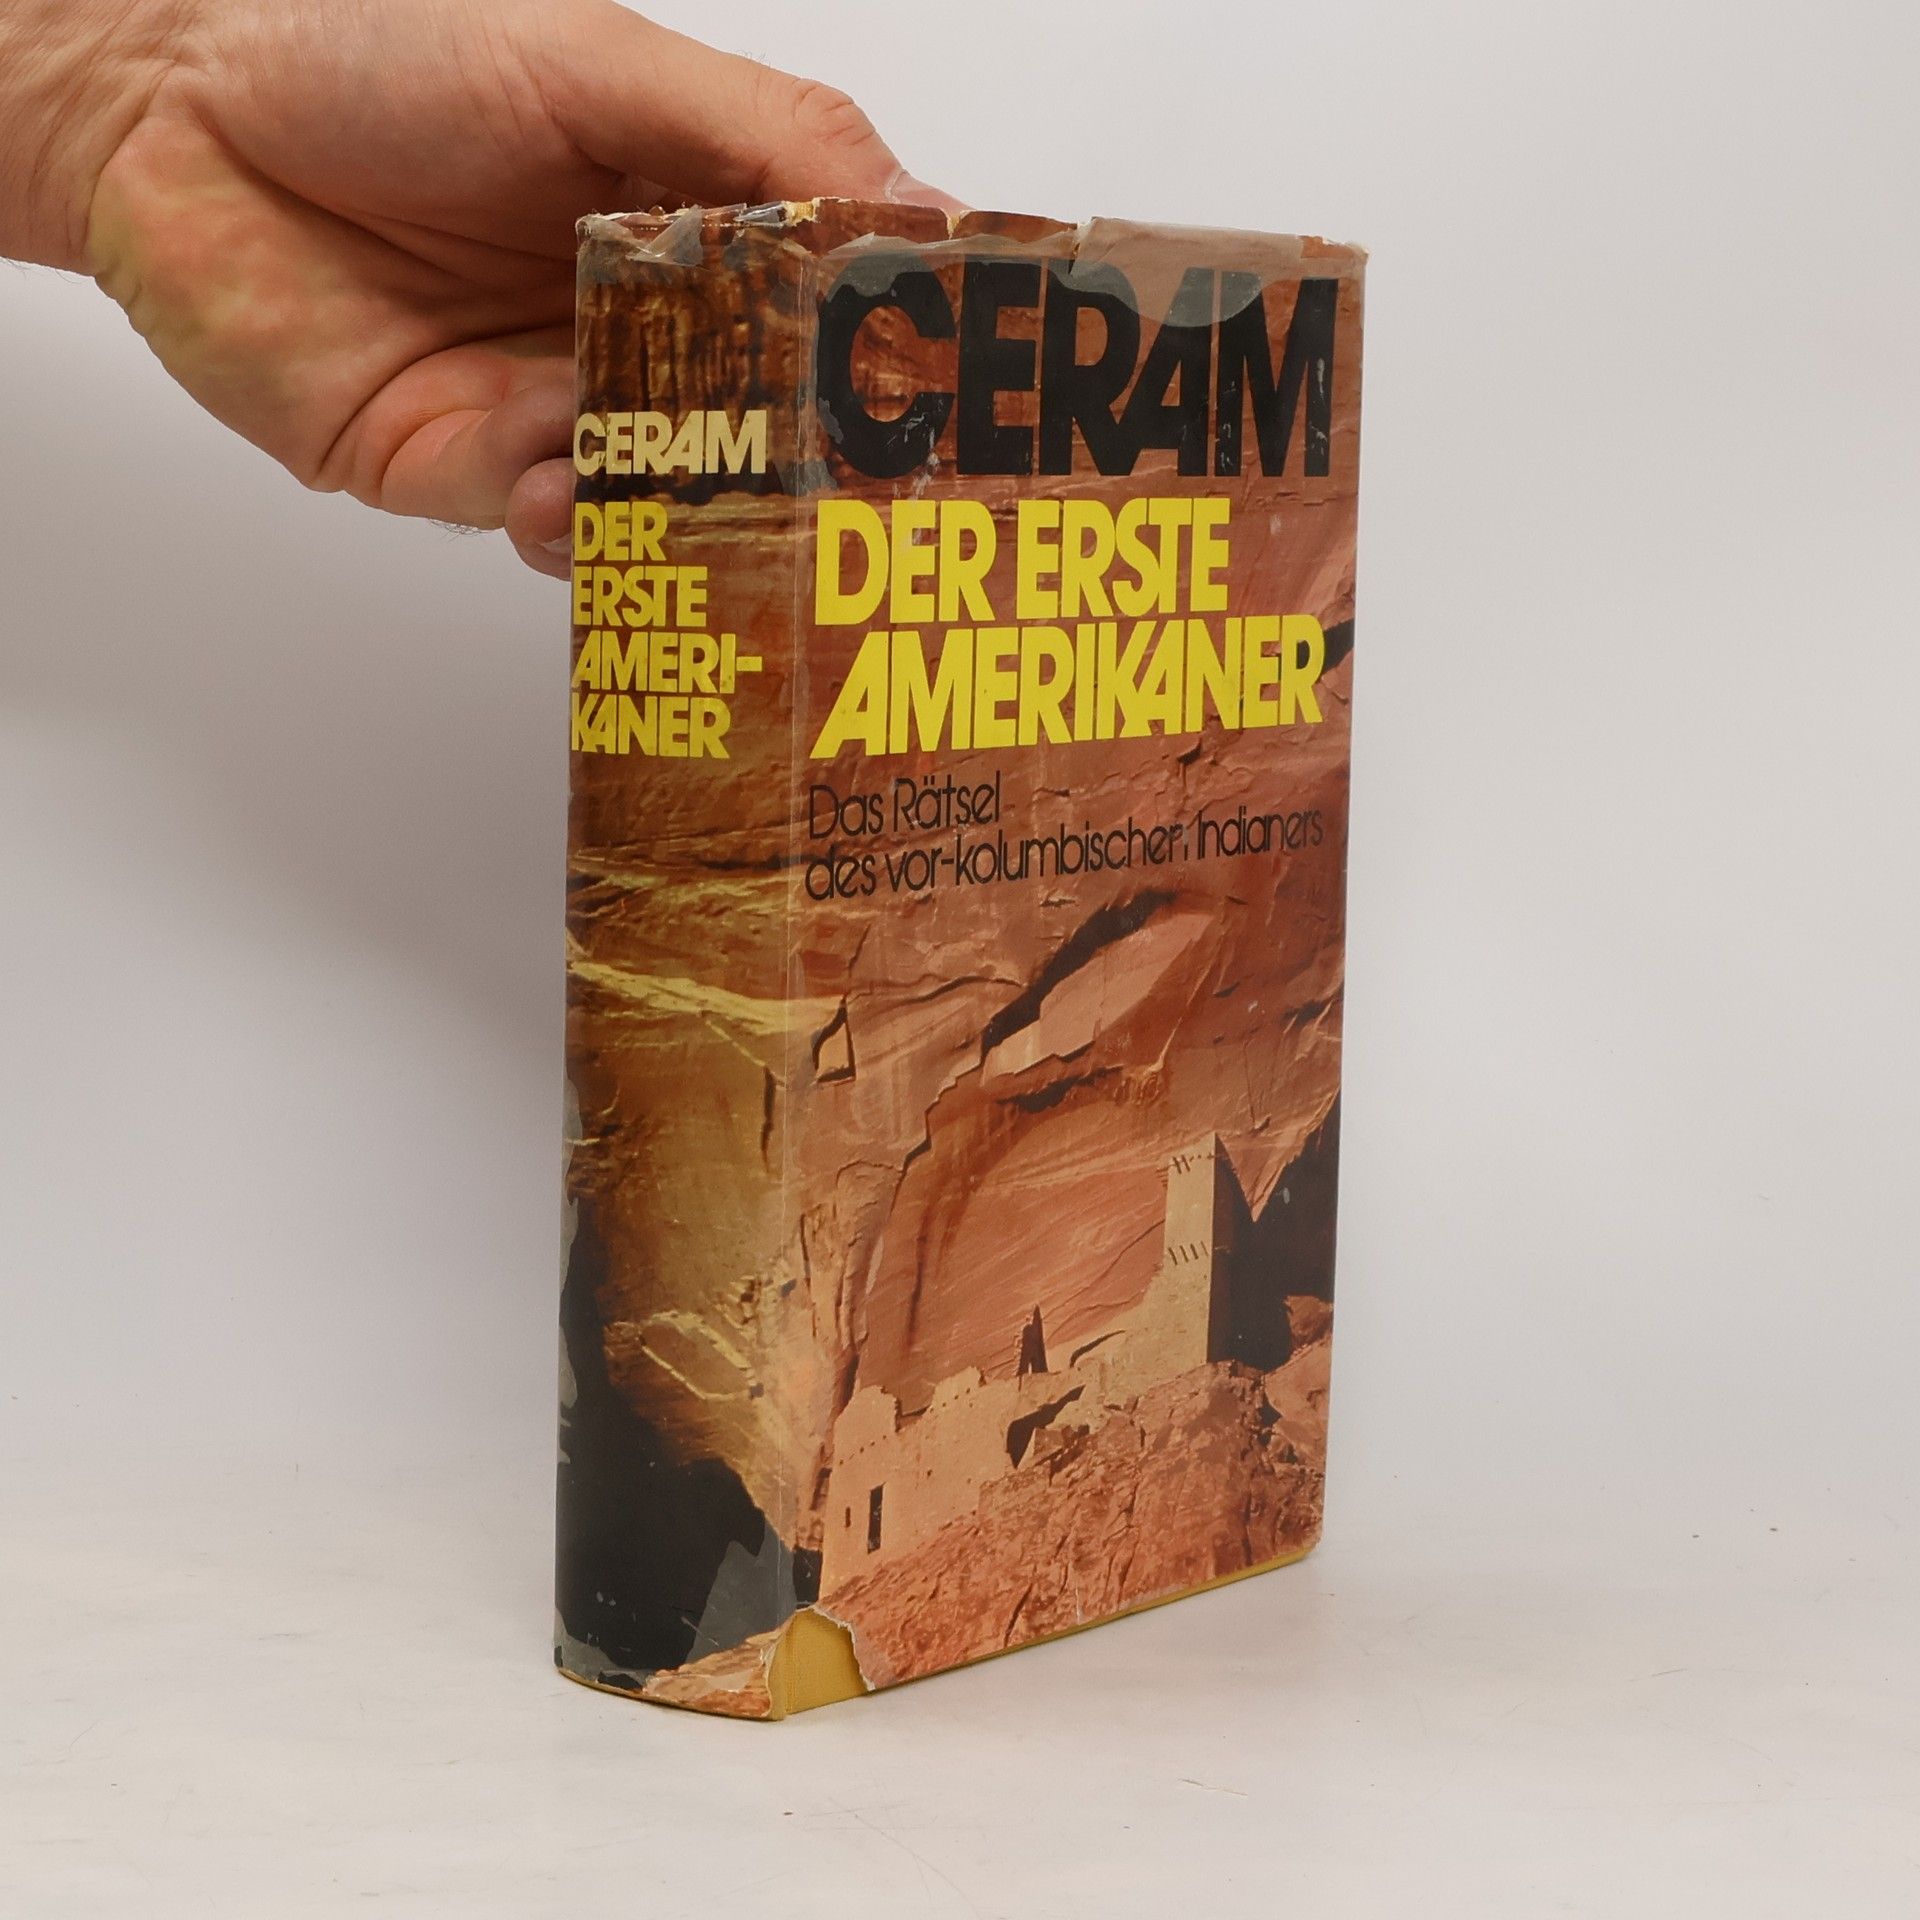 CERAM
DER
ERSTE
AMERI-
KANER
CERAM
DER ERSTE
AMERIKANER
Das Rätsel
des vor-kolumbischen Indianers